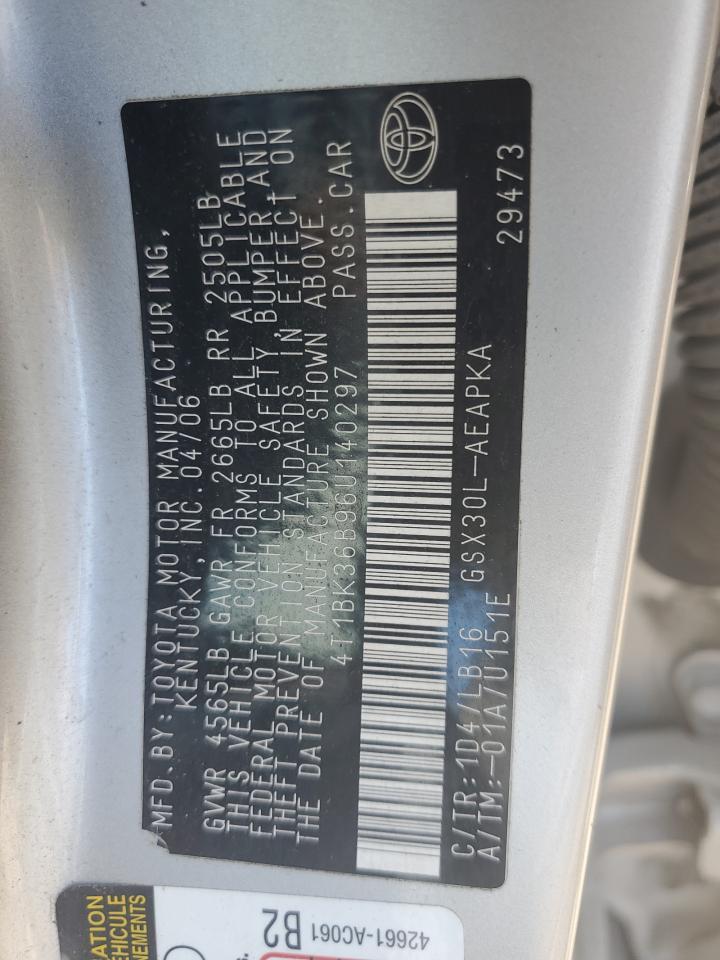 MFD.BY:TOYOTA MOTOR MANUFACTURING,
KENTUCKY, INC. 04/06
GVWR 4565LB GAWR FR 2665LB RR 2505LB
THIS VEHICLE CONFORMS TO ALL APPLICABLE
FEDERAL MOTOR VEHICLE SAFETY, BUMPER, AND
THEFT PREVENTION STANDARDS IN EFFECT ON
THE DATE OF MANUFACTURE SHOWN ABOVE.
4T1BK36B96U140297 PASS.CAR
C/TR:1D4/LB16 GSX30L-AEAPKA
A/TM:-01A/U151E 29473
VEHICULE
B2
42661-AC061